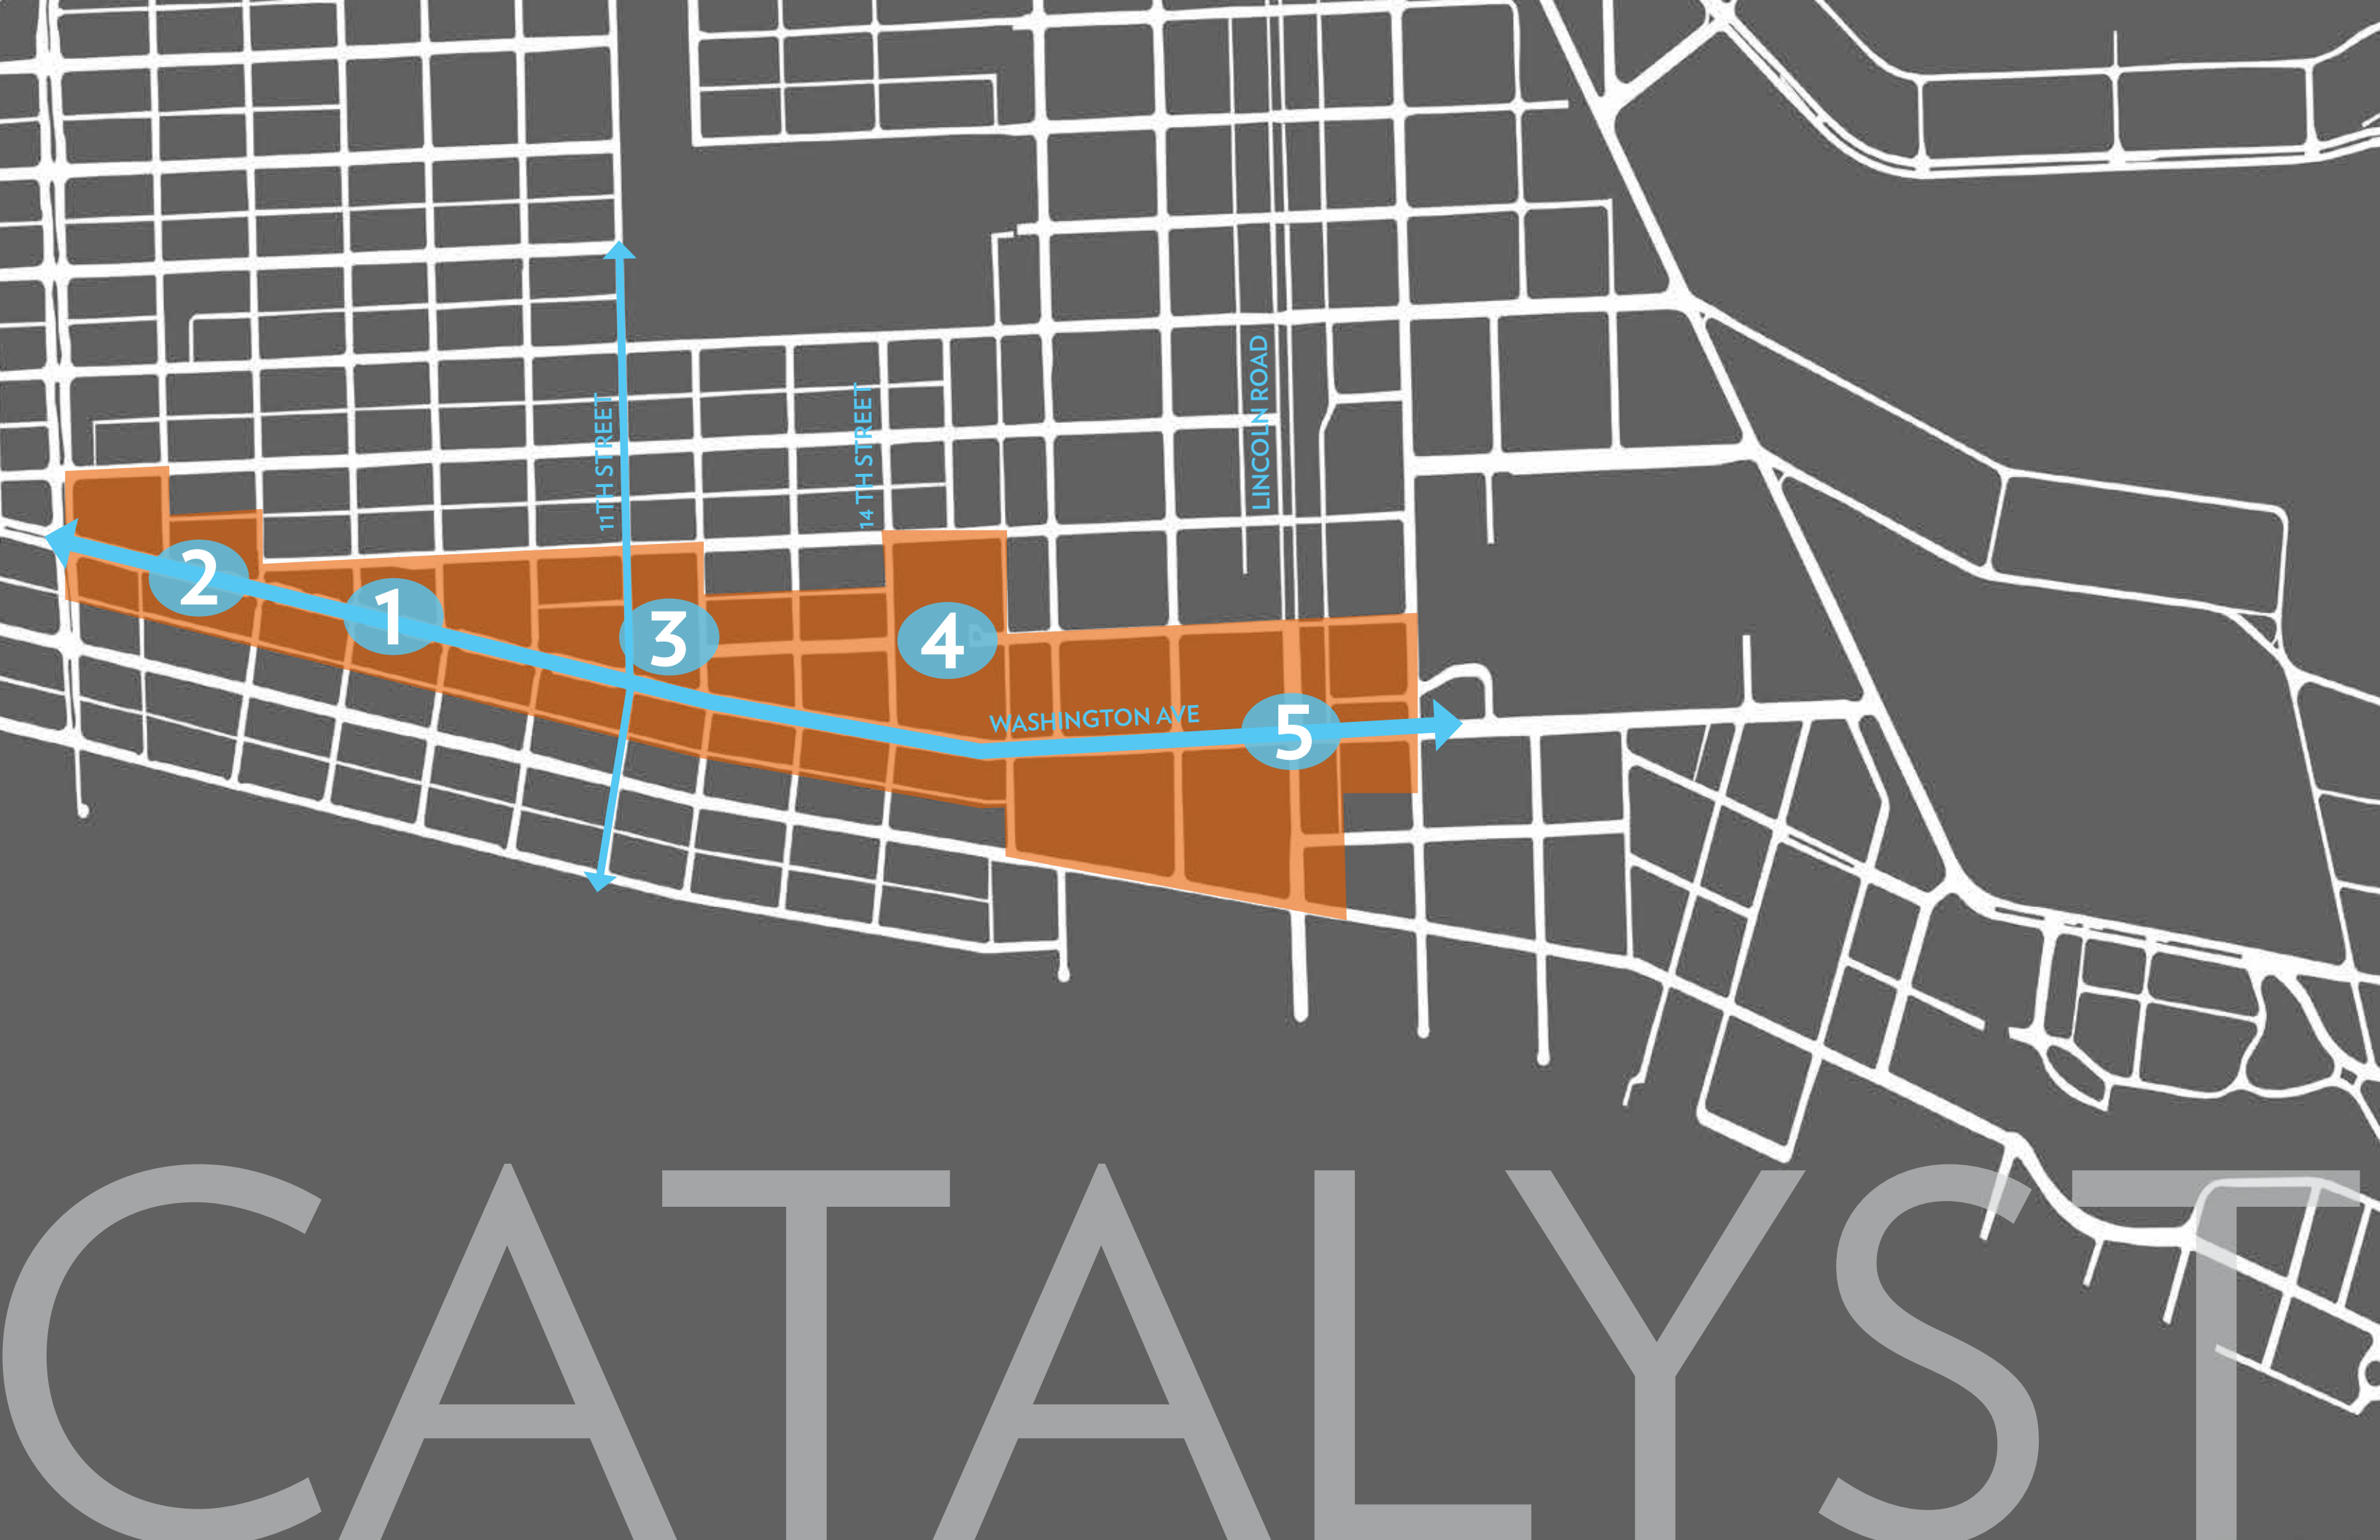 11TH STREET
14 TH STREET
LINCOLN ROAD
2
1
3
4
WASHINGTON AVE
5
CATALYST